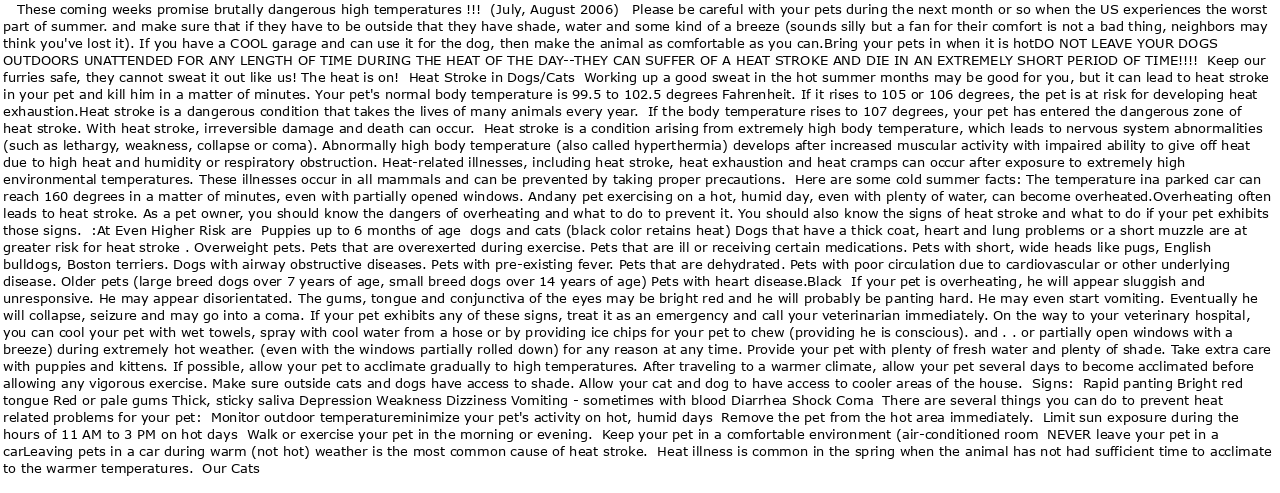 These coming weeks promise brutally dangerous high temperatures !!!  (July, August 2006)   Please be careful with your pets during the next month or so when the US experiences the worst
part of summer. and make sure that if they have to be outside that they have shade, water and some kind of a breeze (sounds silly but a fan for their comfort is not a bad thing, neighbors may
think you've lost it). If you have a COOL garage and can use it for the dog, then make the animal as comfortable as you can.Bring your pets in when it is hotDO NOT LEAVE YOUR DOGS
OUTDOORS UNATTENDED FOR ANY LENGTH OF TIME DURING THE HEAT OF THE DAY--THEY CAN SUFFER OF A HEAT STROKE AND DIE IN AN EXTREMELY SHORT PERIOD OF TIME!!!!  Keep our
furries safe, they cannot sweat it out like us! The heat is on!  Heat Stroke in Dogs/Cats  Working up a good sweat in the hot summer months may be good for you, but it can lead to heat stroke
in your pet and kill him in a matter of minutes. Your pet's normal body temperature is 99.5 to 102.5 degrees Fahrenheit. If it rises to 105 or 106 degrees, the pet is at risk for developing heat
exhaustion.Heat stroke is a dangerous condition that takes the lives of many animals every year.  If the body temperature rises to 107 degrees, your pet has entered the dangerous zone of
heat stroke. With heat stroke, irreversible damage and death can occur.  Heat stroke is a condition arising from extremely high body temperature, which leads to nervous system abnormalities
(such as lethargy, weakness, collapse or coma). Abnormally high body temperature (also called hyperthermia) develops after increased muscular activity with impaired ability to give off heat
due to high heat and humidity or respiratory obstruction. Heat-related illnesses, including heat stroke, heat exhaustion and heat cramps can occur after exposure to extremely high
environmental temperatures. These illnesses occur in all mammals and can be prevented by taking proper precautions.  Here are some cold summer facts: The temperature ina parked car can
reach 160 degrees in a matter of minutes, even with partially opened windows. Andany pet exercising on a hot, humid day, even with plenty of water, can become overheated.Overheating often
leads to heat stroke. As a pet owner, you should know the dangers of overheating and what to do to prevent it. You should also know the signs of heat stroke and what to do if your pet exhibits
those signs.  :At Even Higher Risk are  Puppies up to 6 months of age  dogs and cats (black color retains heat) Dogs that have a thick coat, heart and lung problems or a short muzzle are at
greater risk for heat stroke . Overweight pets. Pets that are overexerted during exercise. Pets that are ill or receiving certain medications. Pets with short, wide heads like pugs, English
bulldogs, Boston terriers. Dogs with airway obstructive diseases. Pets with pre-existing fever. Pets that are dehydrated. Pets with poor circulation due to cardiovascular or other underlying
disease. Older pets (large breed dogs over 7 years of age, small breed dogs over 14 years of age) Pets with heart disease.Black  If your pet is overheating, he will appear sluggish and
unresponsive. He may appear disorientated. The gums, tongue and conjunctiva of the eyes may be bright red and he will probably be panting hard. He may even start vomiting. Eventually he
will collapse, seizure and may go into a coma. If your pet exhibits any of these signs, treat it as an emergency and call your veterinarian immediately. On the way to your veterinary hospital,
you can cool your pet with wet towels, spray with cool water from a hose or by providing ice chips for your pet to chew (providing he is conscious). and . . or partially open windows with a
breeze) during extremely hot weather. (even with the windows partially rolled down) for any reason at any time. Provide your pet with plenty of fresh water and plenty of shade. Take extra care
with puppies and kittens. If possible, allow your pet to acclimate gradually to high temperatures. After traveling to a warmer climate, allow your pet several days to become acclimated before
allowing any vigorous exercise. Make sure outside cats and dogs have access to shade. Allow your cat and dog to have access to cooler areas of the house.  Signs:  Rapid panting Bright red
tongue Red or pale gums Thick, sticky saliva Depression Weakness Dizziness Vomiting - sometimes with blood Diarrhea Shock Coma  There are several things you can do to prevent heat
related problems for your pet:  Monitor outdoor temperatureminimize your pet's activity on hot, humid days  Remove the pet from the hot area immediately.  Limit sun exposure during the
hours of 11 AM to 3 PM on hot days  Walk or exercise your pet in the morning or evening.  Keep your pet in a comfortable environment (air-conditioned room  NEVER leave your pet in a
carLeaving pets in a car during warm (not hot) weather is the most common cause of heat stroke.  Heat illness is common in the spring when the animal has not had sufficient time to acclimate
to the warmer temperatures.  Our Cats